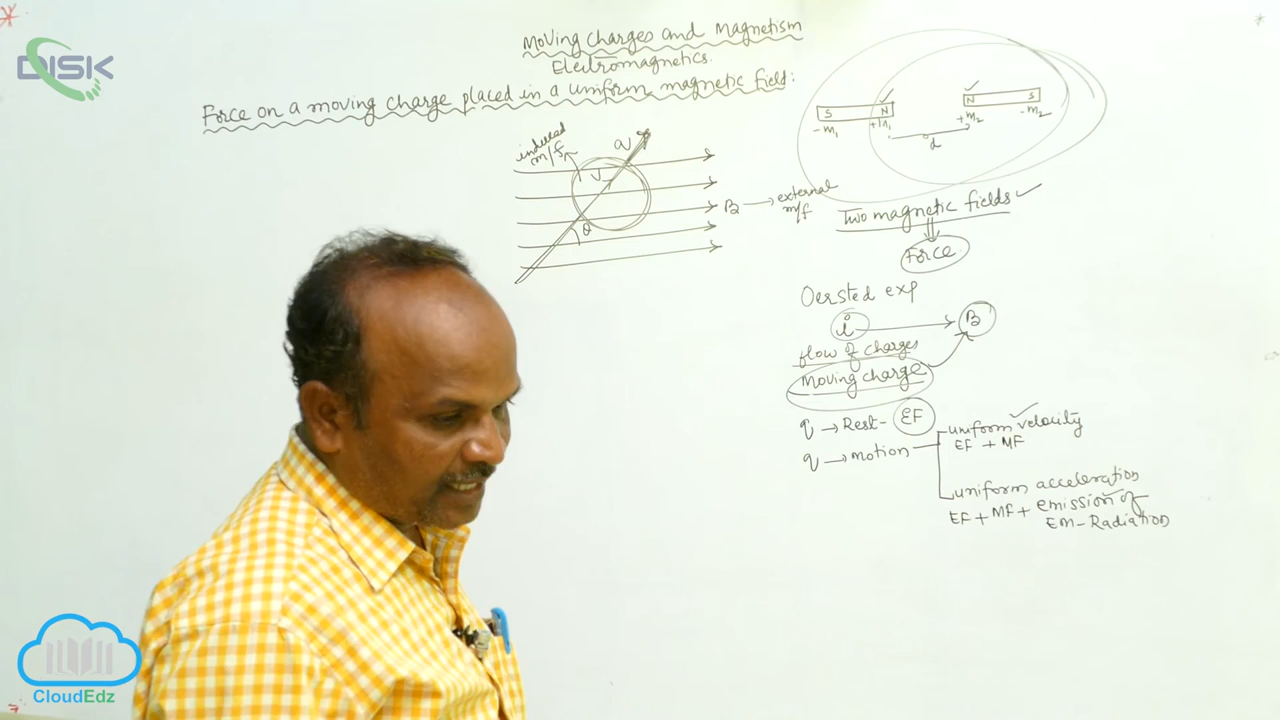 DISK
Moving Charges and Magnetism
Electromagnetics.
Force on a moving charge placed in a uniform magnetic field:
induced
m/f
v
θ
B → external
m/f
S N
-m₁ +m₁
N S
+m₂ -m₂
d
Two magnetic fields
Force
Oersted exp
i → B
flow of charges
Moving charge
q → Rest - EF
q → motion
uniform velocity
EF + MF
uniform acceleration
EF + MF + emission of
EM-Radiation
CloudEdz